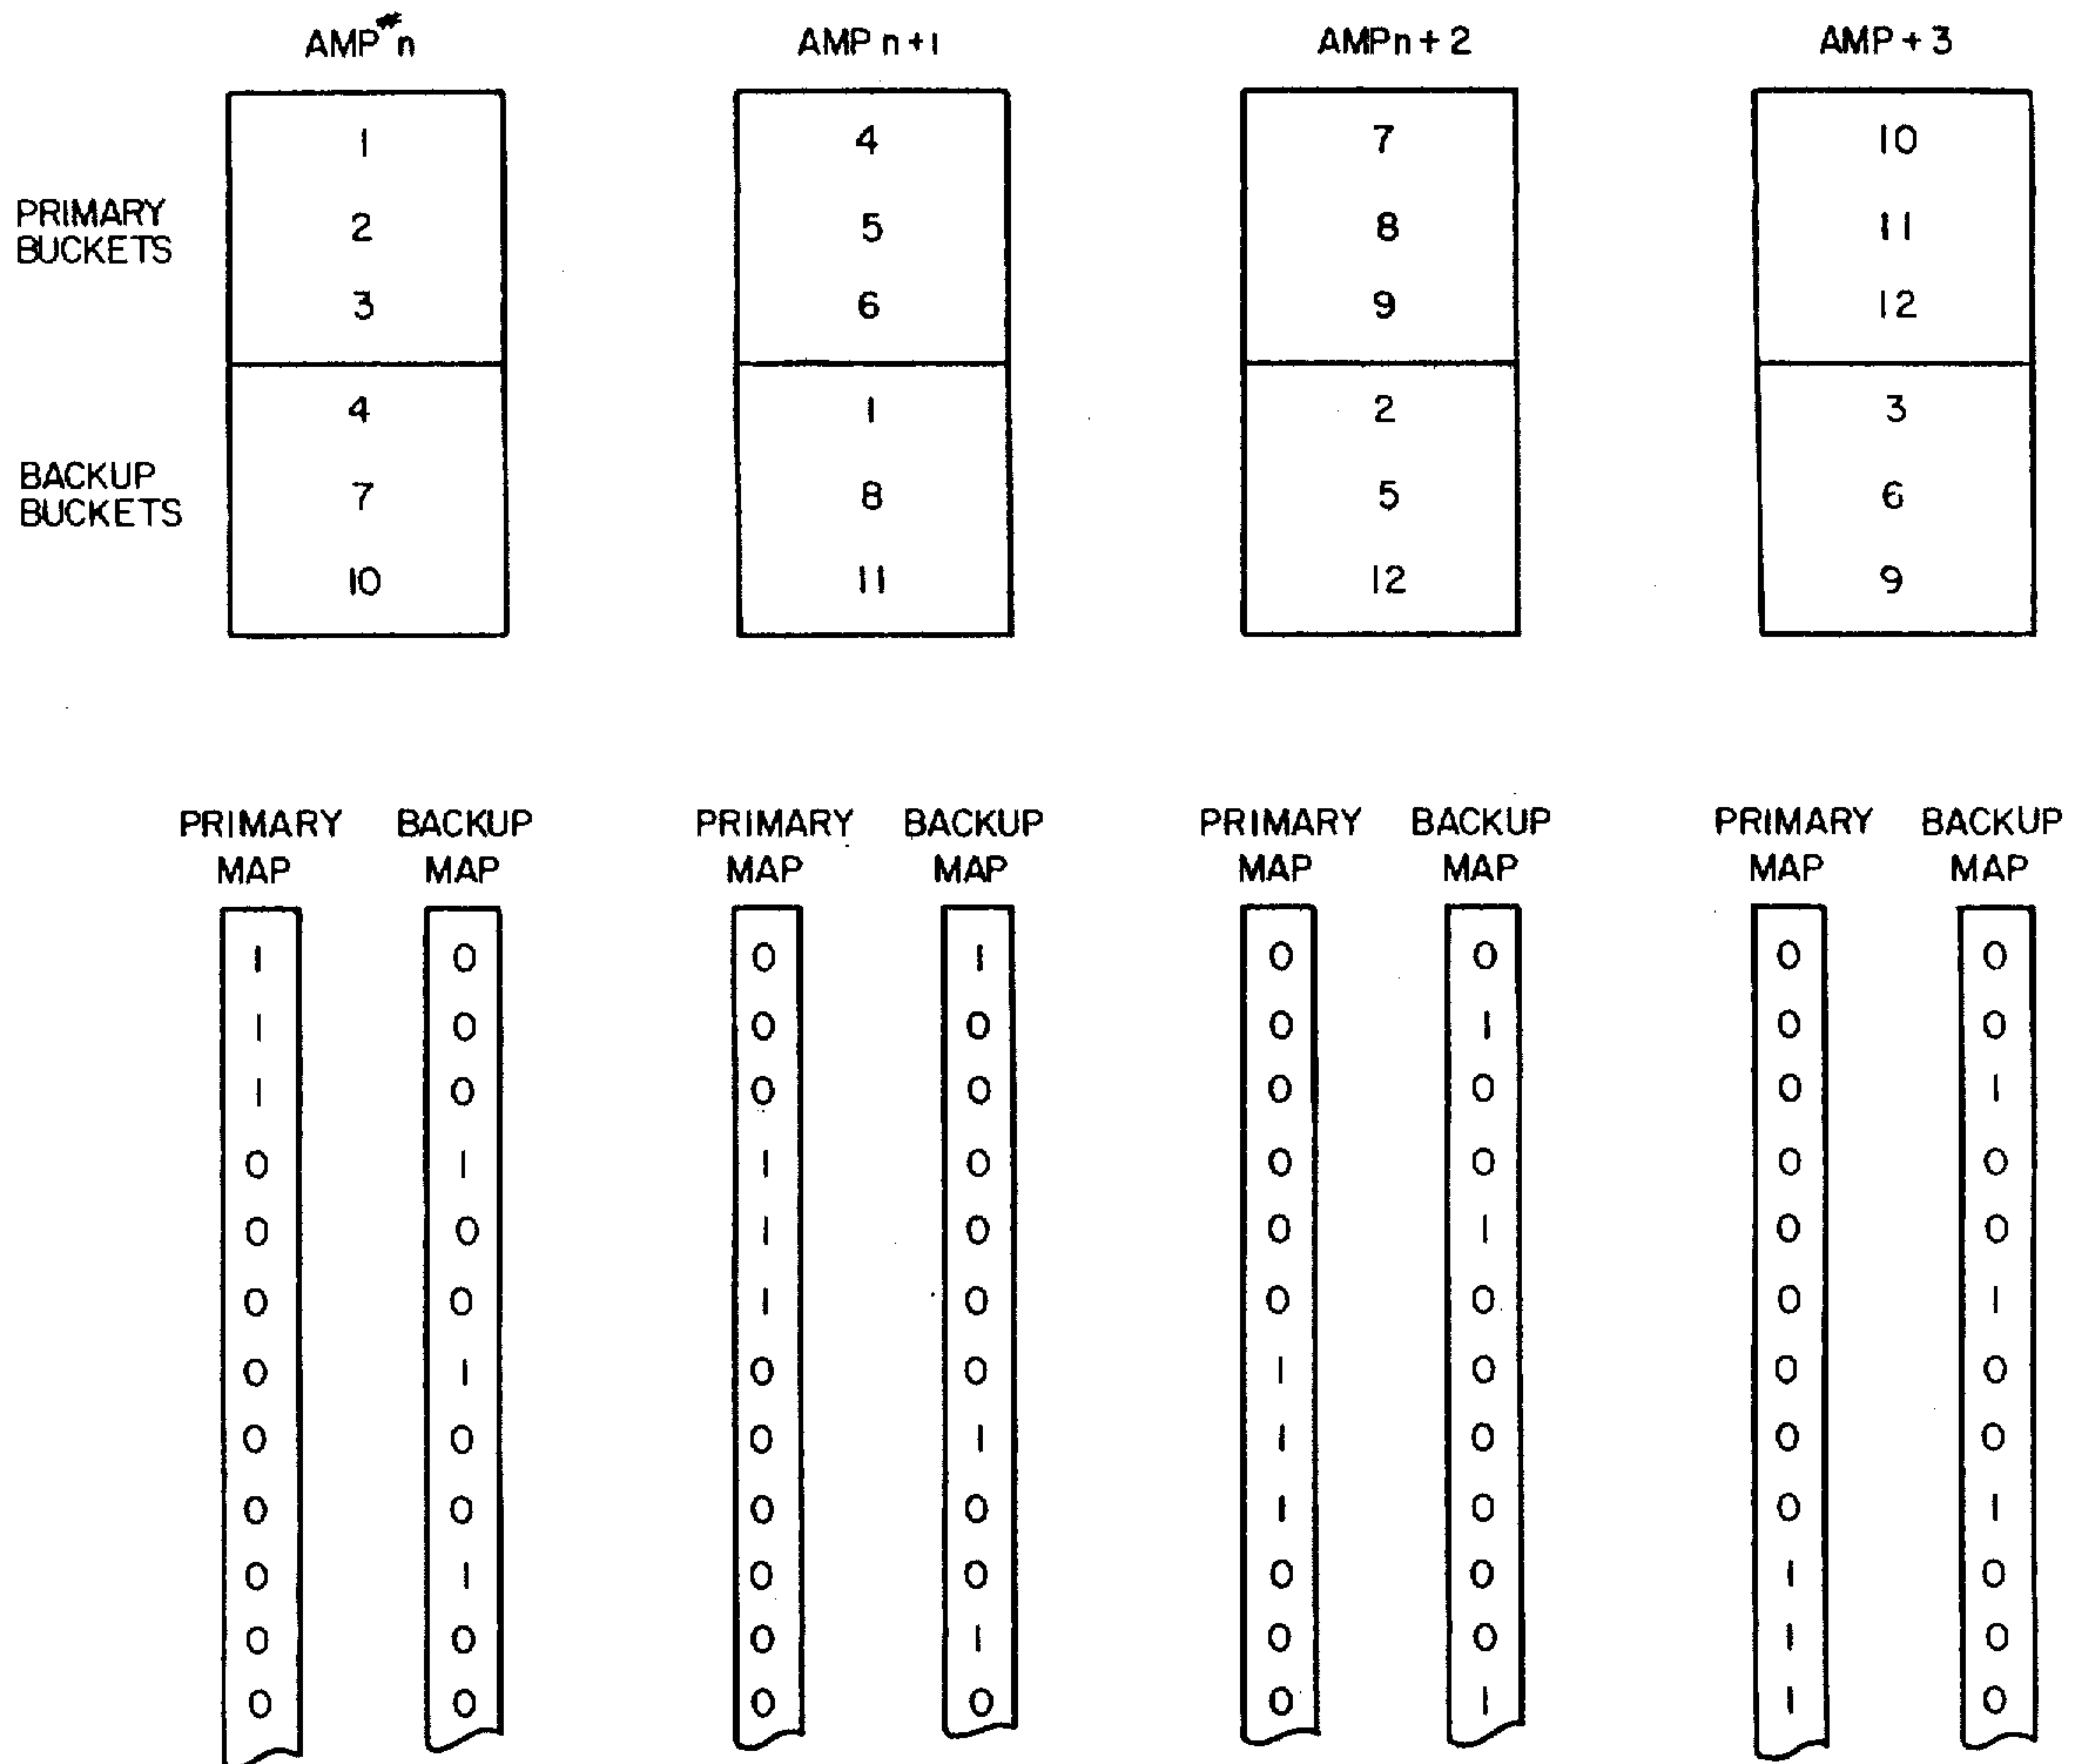 AMP n AMP n+1 AMPn+2 AMP+3
1 4 7 10
PRIMARY BUCKETS 2 5 8 11
3 6 9 12
4 1 2 3
BACKUP BUCKETS 7 8 5 6
10 11 12 9
PRIMARY BACKUP PRIMARY BACKUP PRIMARY BACKUP PRIMARY BACKUP
MAP MAP MAP MAP MAP MAP MAP MAP
1 0 0 1 0 0 0 0
1 0 0 0 0 1 0 0
1 0 0 0 0 0 0 1
0 1 1 0 0 0 0 0
0 0 1 0 0 1 0 0
0 0 1 0 0 0 0 1
0 1 0 0 1 0 0 0
0 0 0 1 1 0 0 0
0 0 0 0 1 0 0 1
0 1 0 0 0 0 1 0
0 0 0 1 0 0 1 0
0 0 0 0 0 1 1 0